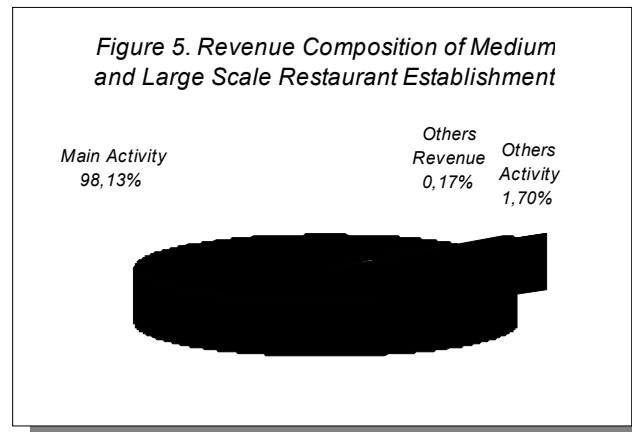 Figure 5. Revenue Composition of Medium
and Large Scale Restaurant Establishment
Main Activity
98,13%
Others
Revenue
0,17%
Others
Activity
1,70%